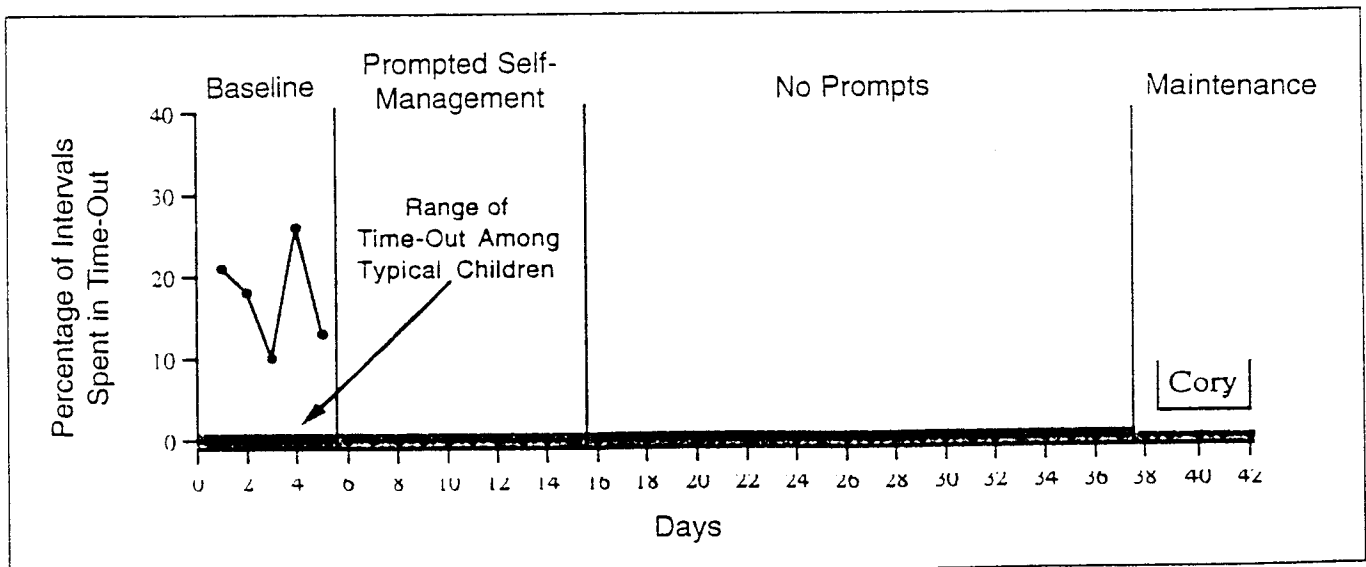 Baseline
Prompted Self-
Management
No Prompts
Maintenance
Percentage of Intervals
Spent in Time-Out
40
30
20
10
0
Range of
Time-Out Among
Typical Children
Cory
0 2 4 6 8 10 12 14 16 18 20 22 24 26 28 30 32 34 36 38 40 42
Days